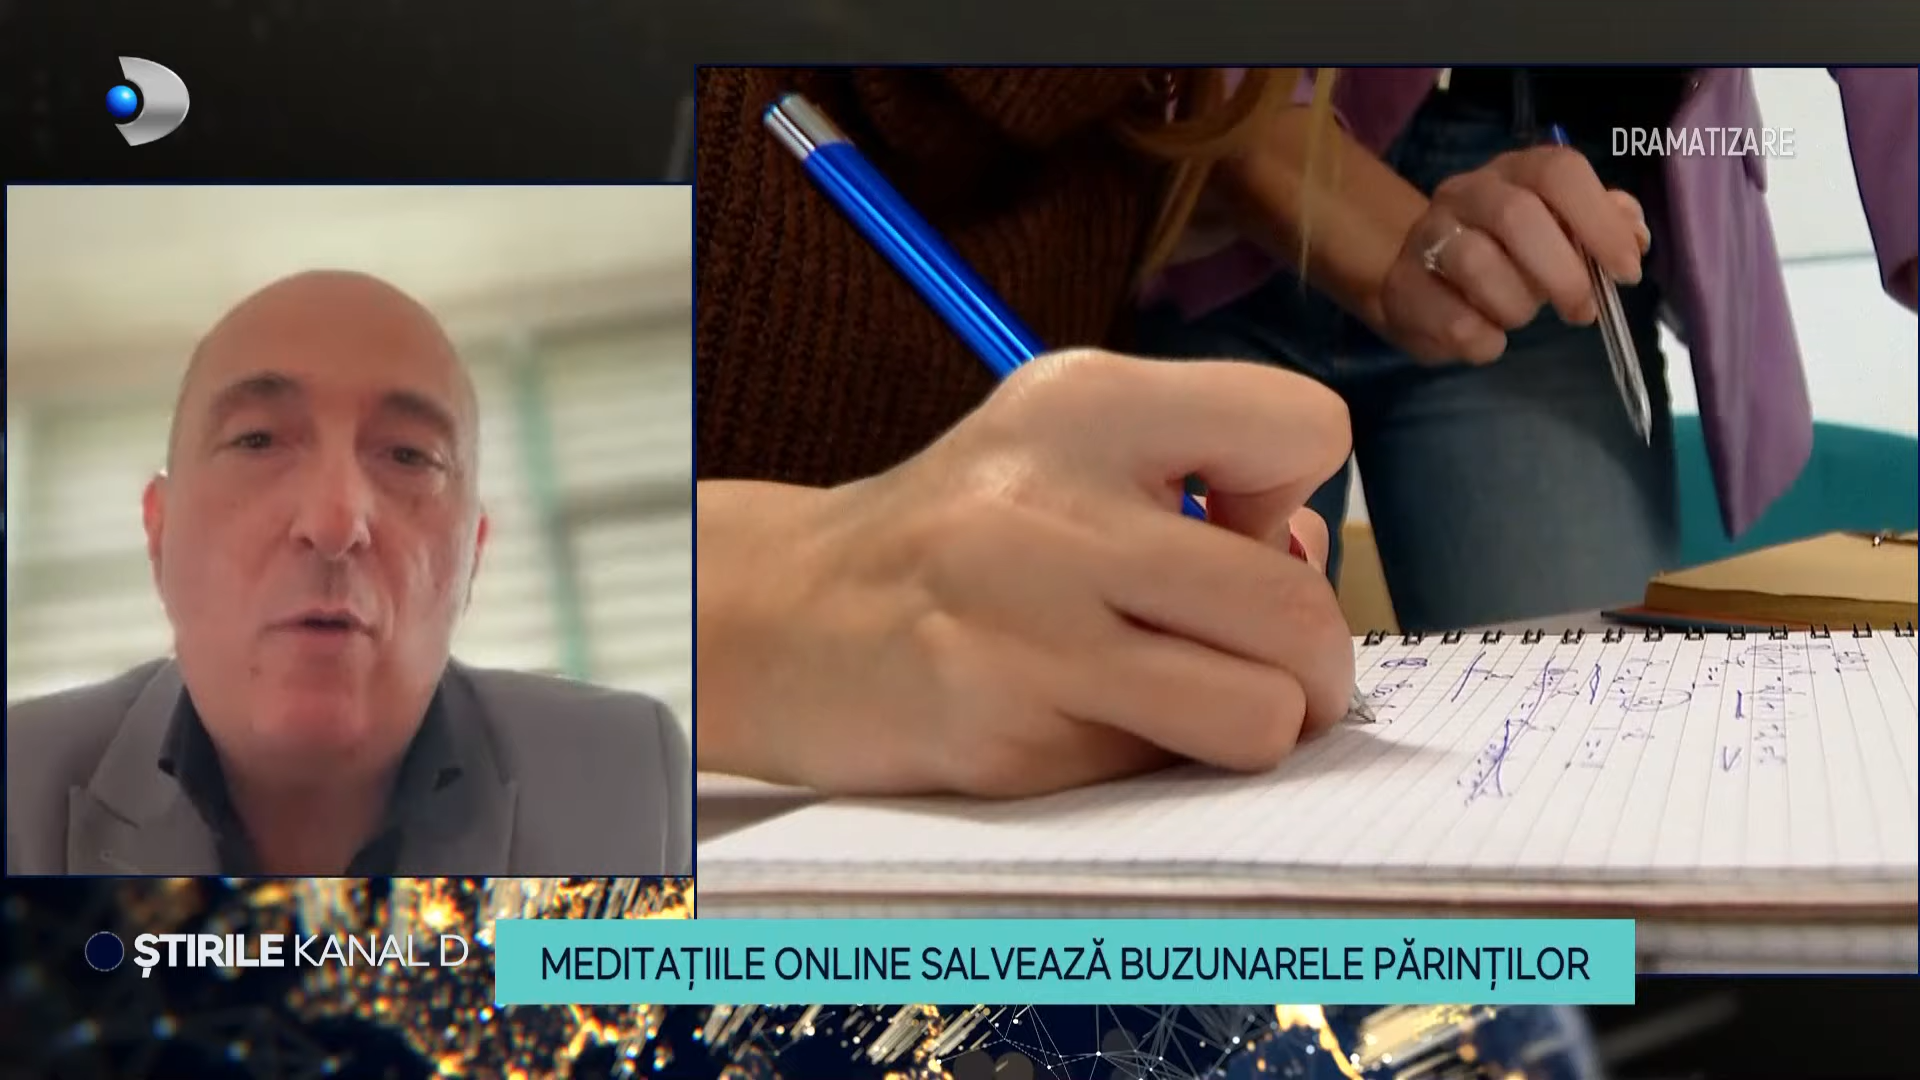 DRAMATIZARE
ȘTIRILE KANAL D
MEDITAȚIILE ONLINE SALVEAZĂ BUZUNARELE PĂRINȚILOR